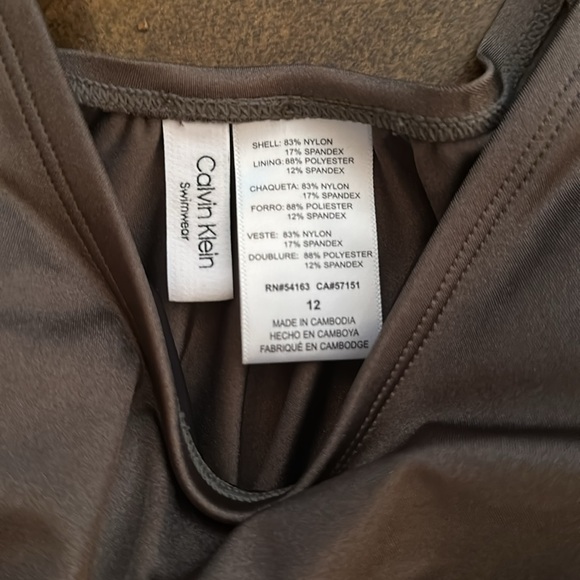 Calvin Klein
Swimwear
SHELL: 83% NYLON
17% SPANDEX
LINING: 88% POLYESTER
12% SPANDEX
CHAQUETA: 83% NYLON
17% SPANDEX
FORRO: 88% POLIESTER
12% SPANDEX
VESTE: 83% NYLON
17% SPANDEX
DOUBLURE: 88% POLYESTER
12% SPANDEX
RN#54163 CA#57151
12
MADE IN CAMBODIA
HECHO EN CAMBOYA
FABRIQUÉ EN CAMBODGE